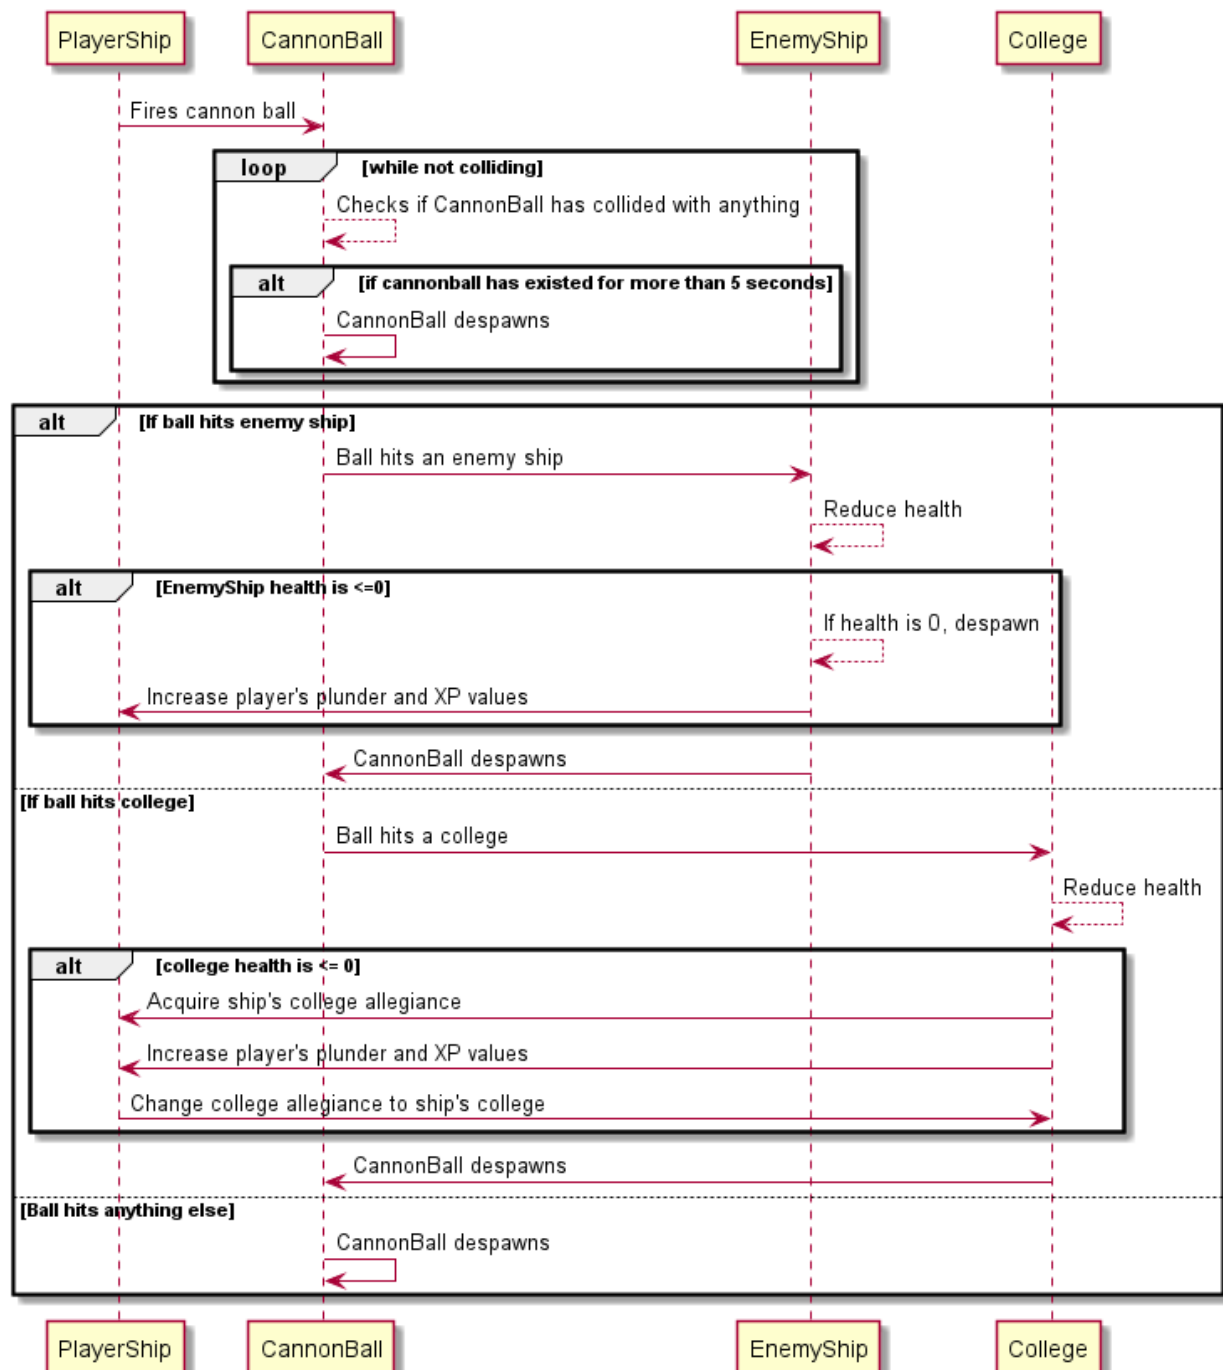 PlayerShip CannonBall EnemyShip College
Fires cannon ball
loop [while not colliding]
Checks if CannonBall has collided with anything
alt [if cannonball has existed for more than 5 seconds]
CannonBall despawns
alt [If ball hits enemy ship]
Ball hits an enemy ship
Reduce health
alt [EnemyShip health is <=0]
If health is 0, despawn
Increase player's plunder and XP values
CannonBall despawns
[If ball hits college]
Ball hits a college
Reduce health
alt [college health is <= 0]
Acquire ship's college allegiance
Increase player's plunder and XP values
Change college allegiance to ship's college
CannonBall despawns
[Ball hits anything else]
CannonBall despawns
PlayerShip CannonBall EnemyShip College